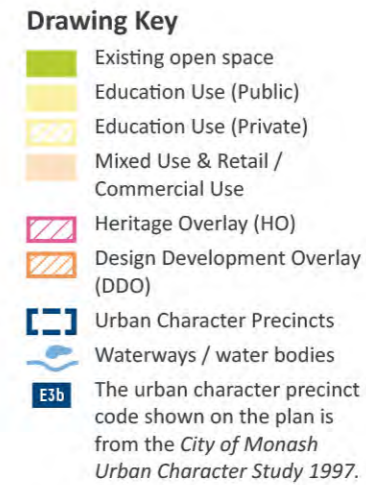 Drawing Key
Existing open space
Education Use (Public)
Education Use (Private)
Mixed Use & Retail /
Commercial Use
Heritage Overlay (HO)
Design Development Overlay
(DDO)
Urban Character Precincts
Waterways / water bodies
E3b
The urban character precinct
code shown on the plan is
from the City of Monash
Urban Character Study 1997.